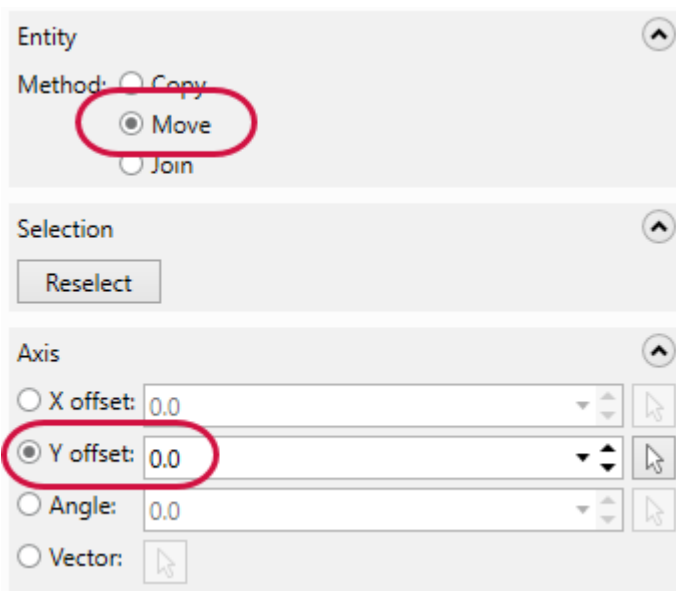 Entity
Method: Copy
Move
Join
Selection
Reselect
Axis
X offset: 0.0
Y offset: 0.0
Angle: 0.0
Vector: